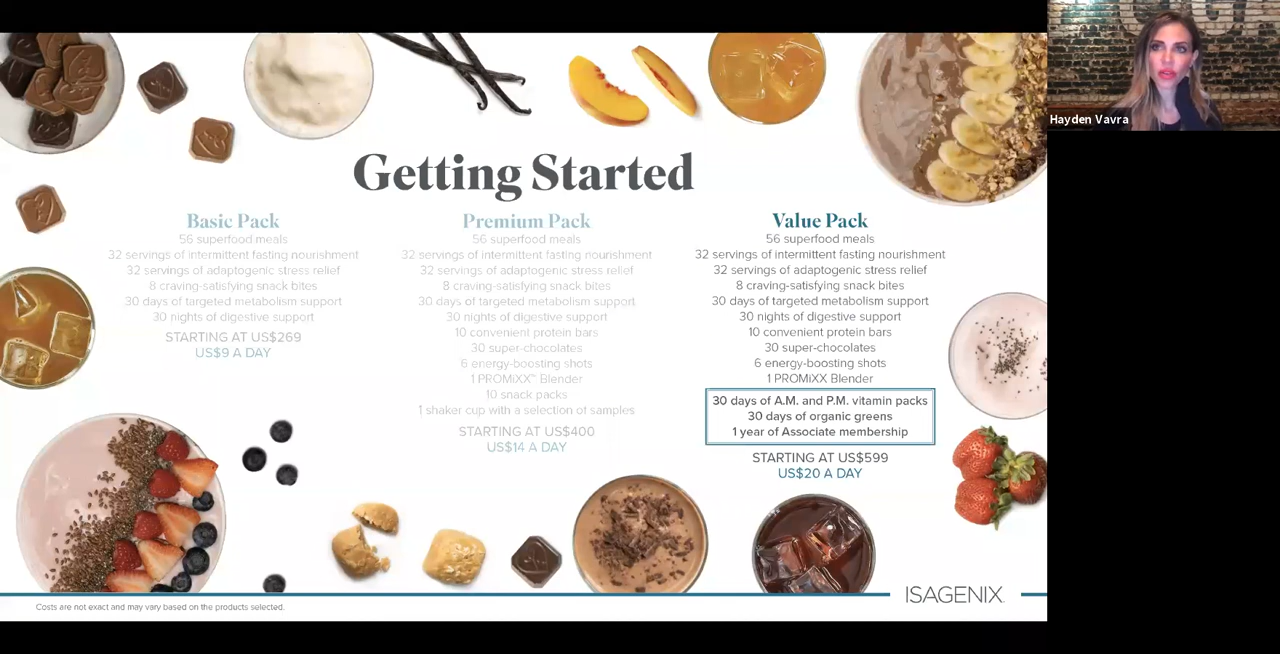 Hayden Vavra
Getting Started
Basic Pack
56 superfood meals
32 servings of intermittent fasting nourishment
32 servings of adaptogenic stress relief
8 craving-satisfying snack bites
30 days of targeted metabolism support
30 nights of digestive support
STARTING AT US$269
US$9 A DAY
Premium Pack
56 superfood meals
32 servings of intermittent fasting nourishment
32 servings of adaptogenic stress relief
8 craving-satisfying snack bites
30 days of targeted metabolism support
30 nights of digestive support
10 convenient protein bars
30 super-chocolates
6 energy-boosting shots
1 PROMiXX™ Blender
10 snack packs
1 shaker cup with a selection of samples
STARTING AT US$400
US$14 A DAY
Value Pack
56 superfood meals
32 servings of intermittent fasting nourishment
32 servings of adaptogenic stress relief
8 craving-satisfying snack bites
30 days of targeted metabolism support
30 nights of digestive support
10 convenient protein bars
30 super-chocolates
6 energy-boosting shots
1 PROMiXX Blender
30 days of A.M. and P.M. vitamin packs
30 days of organic greens
1 year of Associate membership
STARTING AT US$599
US$20 A DAY
Costs are not exact and may vary based on the products selected.
ISAGENIX